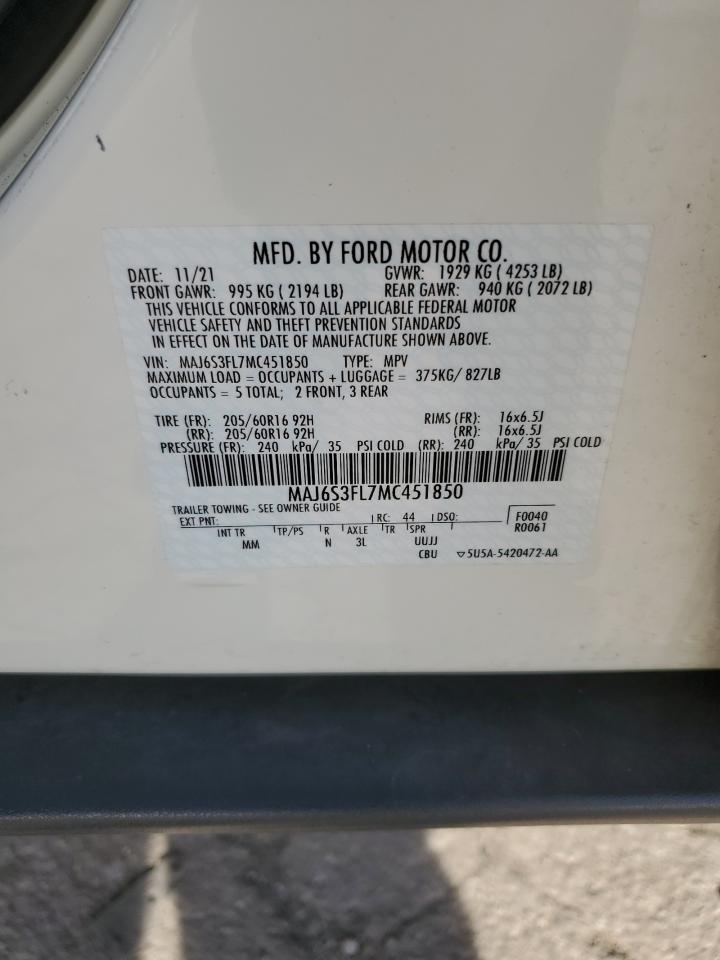 MFD. BY FORD MOTOR CO.
DATE: 11/21 GVWR: 1929 KG ( 4253 LB)
FRONT GAWR: 995 KG ( 2194 LB) REAR GAWR: 940 KG ( 2072 LB)
THIS VEHICLE CONFORMS TO ALL APPLICABLE FEDERAL MOTOR
VEHICLE SAFETY AND THEFT PREVENTION STANDARDS
IN EFFECT ON THE DATE OF MANUFACTURE SHOWN ABOVE.
VIN: MAJ6S3FL7MC451850 TYPE: MPV
MAXIMUM LOAD = OCCUPANTS + LUGGAGE = 375KG/ 827LB
OCCUPANTS = 5 TOTAL; 2 FRONT, 3 REAR
TIRE (FR): 205/60R16 92H RIMS (FR): 16x6.5J
(RR): 205/60R16 92H (RR): 16x6.5J
PRESSURE (FR): 240 kPa/ 35 PSI COLD (RR): 240 kPa/ 35 PSI COLD
MAJ6S3FL7MC451850
TRAILER TOWING - SEE OWNER GUIDE
EXT PNT: RC: 44 DSO: F0040
INT TR TP/PS R AXLE TR SPR R0061
MM N 3L UUJJ
CBU ▽5U5A-5420472-AA